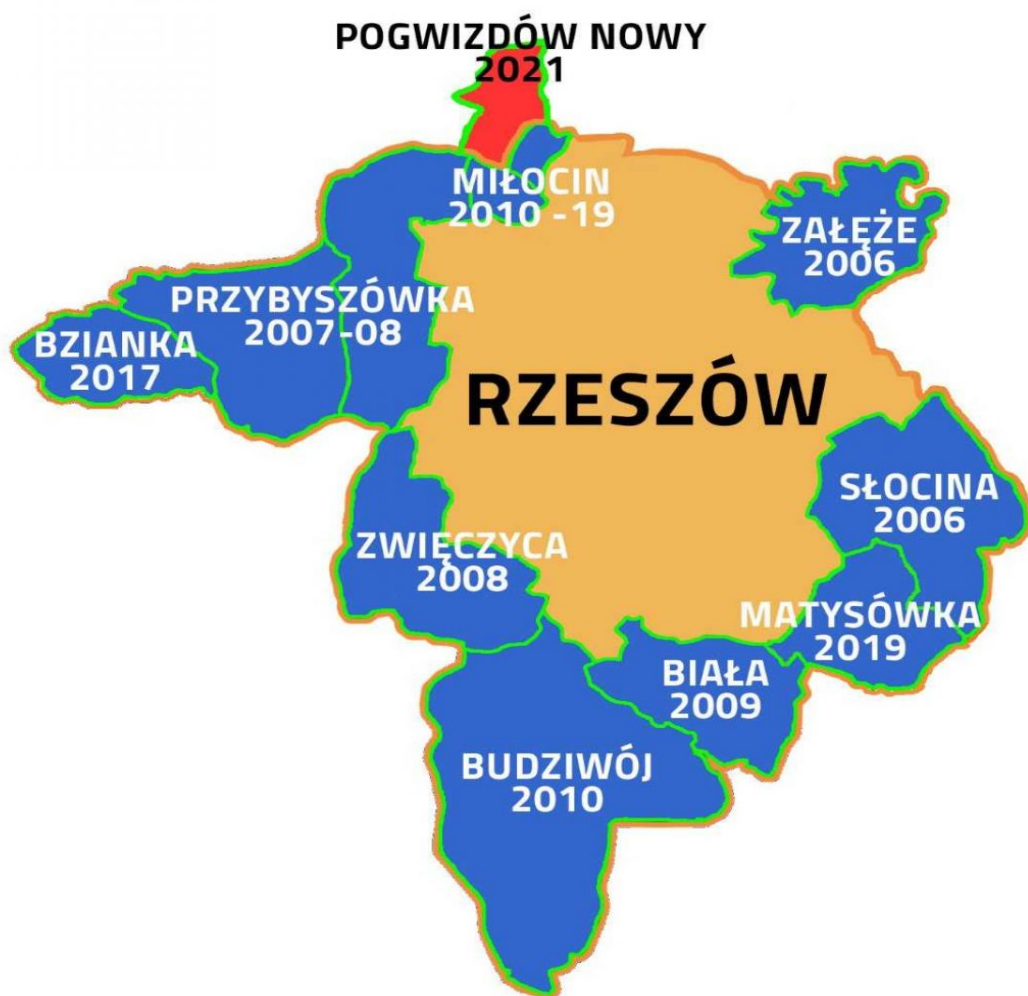 POGWIZDÓW NOWY
2021
MIŁOCIN
2010 -19
ZAŁĘŻE
2006
PRZYBYSZÓWKA
2007-08
BZIANKA
2017
RZESZÓW
SŁOCINA
2006
ZWIĘCZYCA
2008
MATYSÓWKA
2019
BIAŁA
2009
BUDZIWÓJ
2010